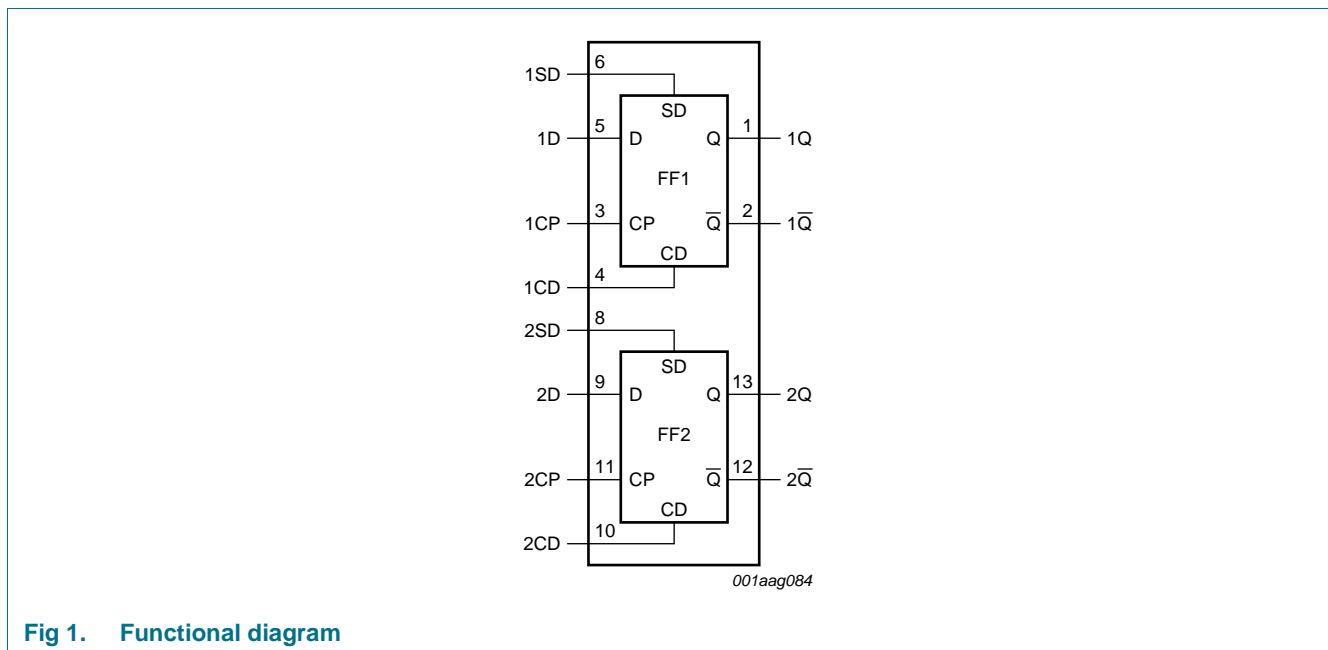 6
1SD
SD
5
1
1D
D
Q
1Q
FF1
3
2
1CP
CP
Q̅
1Q̅
CD
4
1CD
8
2SD
SD
9
13
2D
D
Q
2Q
FF2
11
12
2CP
CP
Q̅
2Q̅
CD
10
2CD
001aag084
Fig 1. Functional diagram